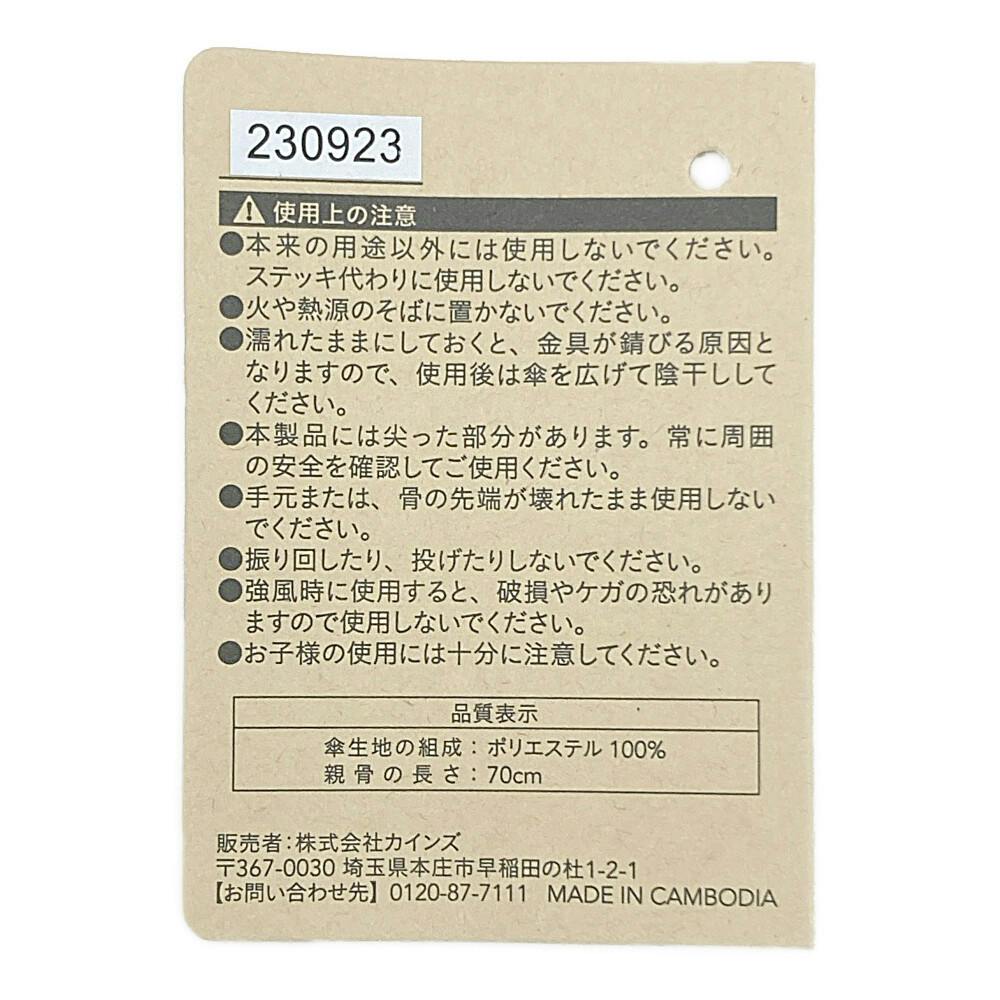 230923
⚠使用上の注意
●本来の用途以外には使用しないでください。
ステッキ代わりに使用しないでください。
●火や熱源のそばに置かないでください。
●濡れたままにしておくと、金具が錆びる原因と
なりますので、使用後は傘を広げて陰干しして
ください。
●本製品には尖った部分があります。常に周囲
の安全を確認してご使用ください。
●手元または、骨の先端が壊れたまま使用しない
でください。
●振り回したり、投げたりしないでください。
●強風時に使用すると、破損やケガの恐れがあり
ますので使用しないでください。
●お子様の使用には十分に注意してください。
品質表示
傘生地の組成：ポリエステル 100%
親骨の長さ：70cm
販売者：株式会社カインズ
〒367-0030 埼玉県本庄市早稲田の杜1-2-1
【お問い合わせ先】0120-87-7111 MADE IN CAMBODIA